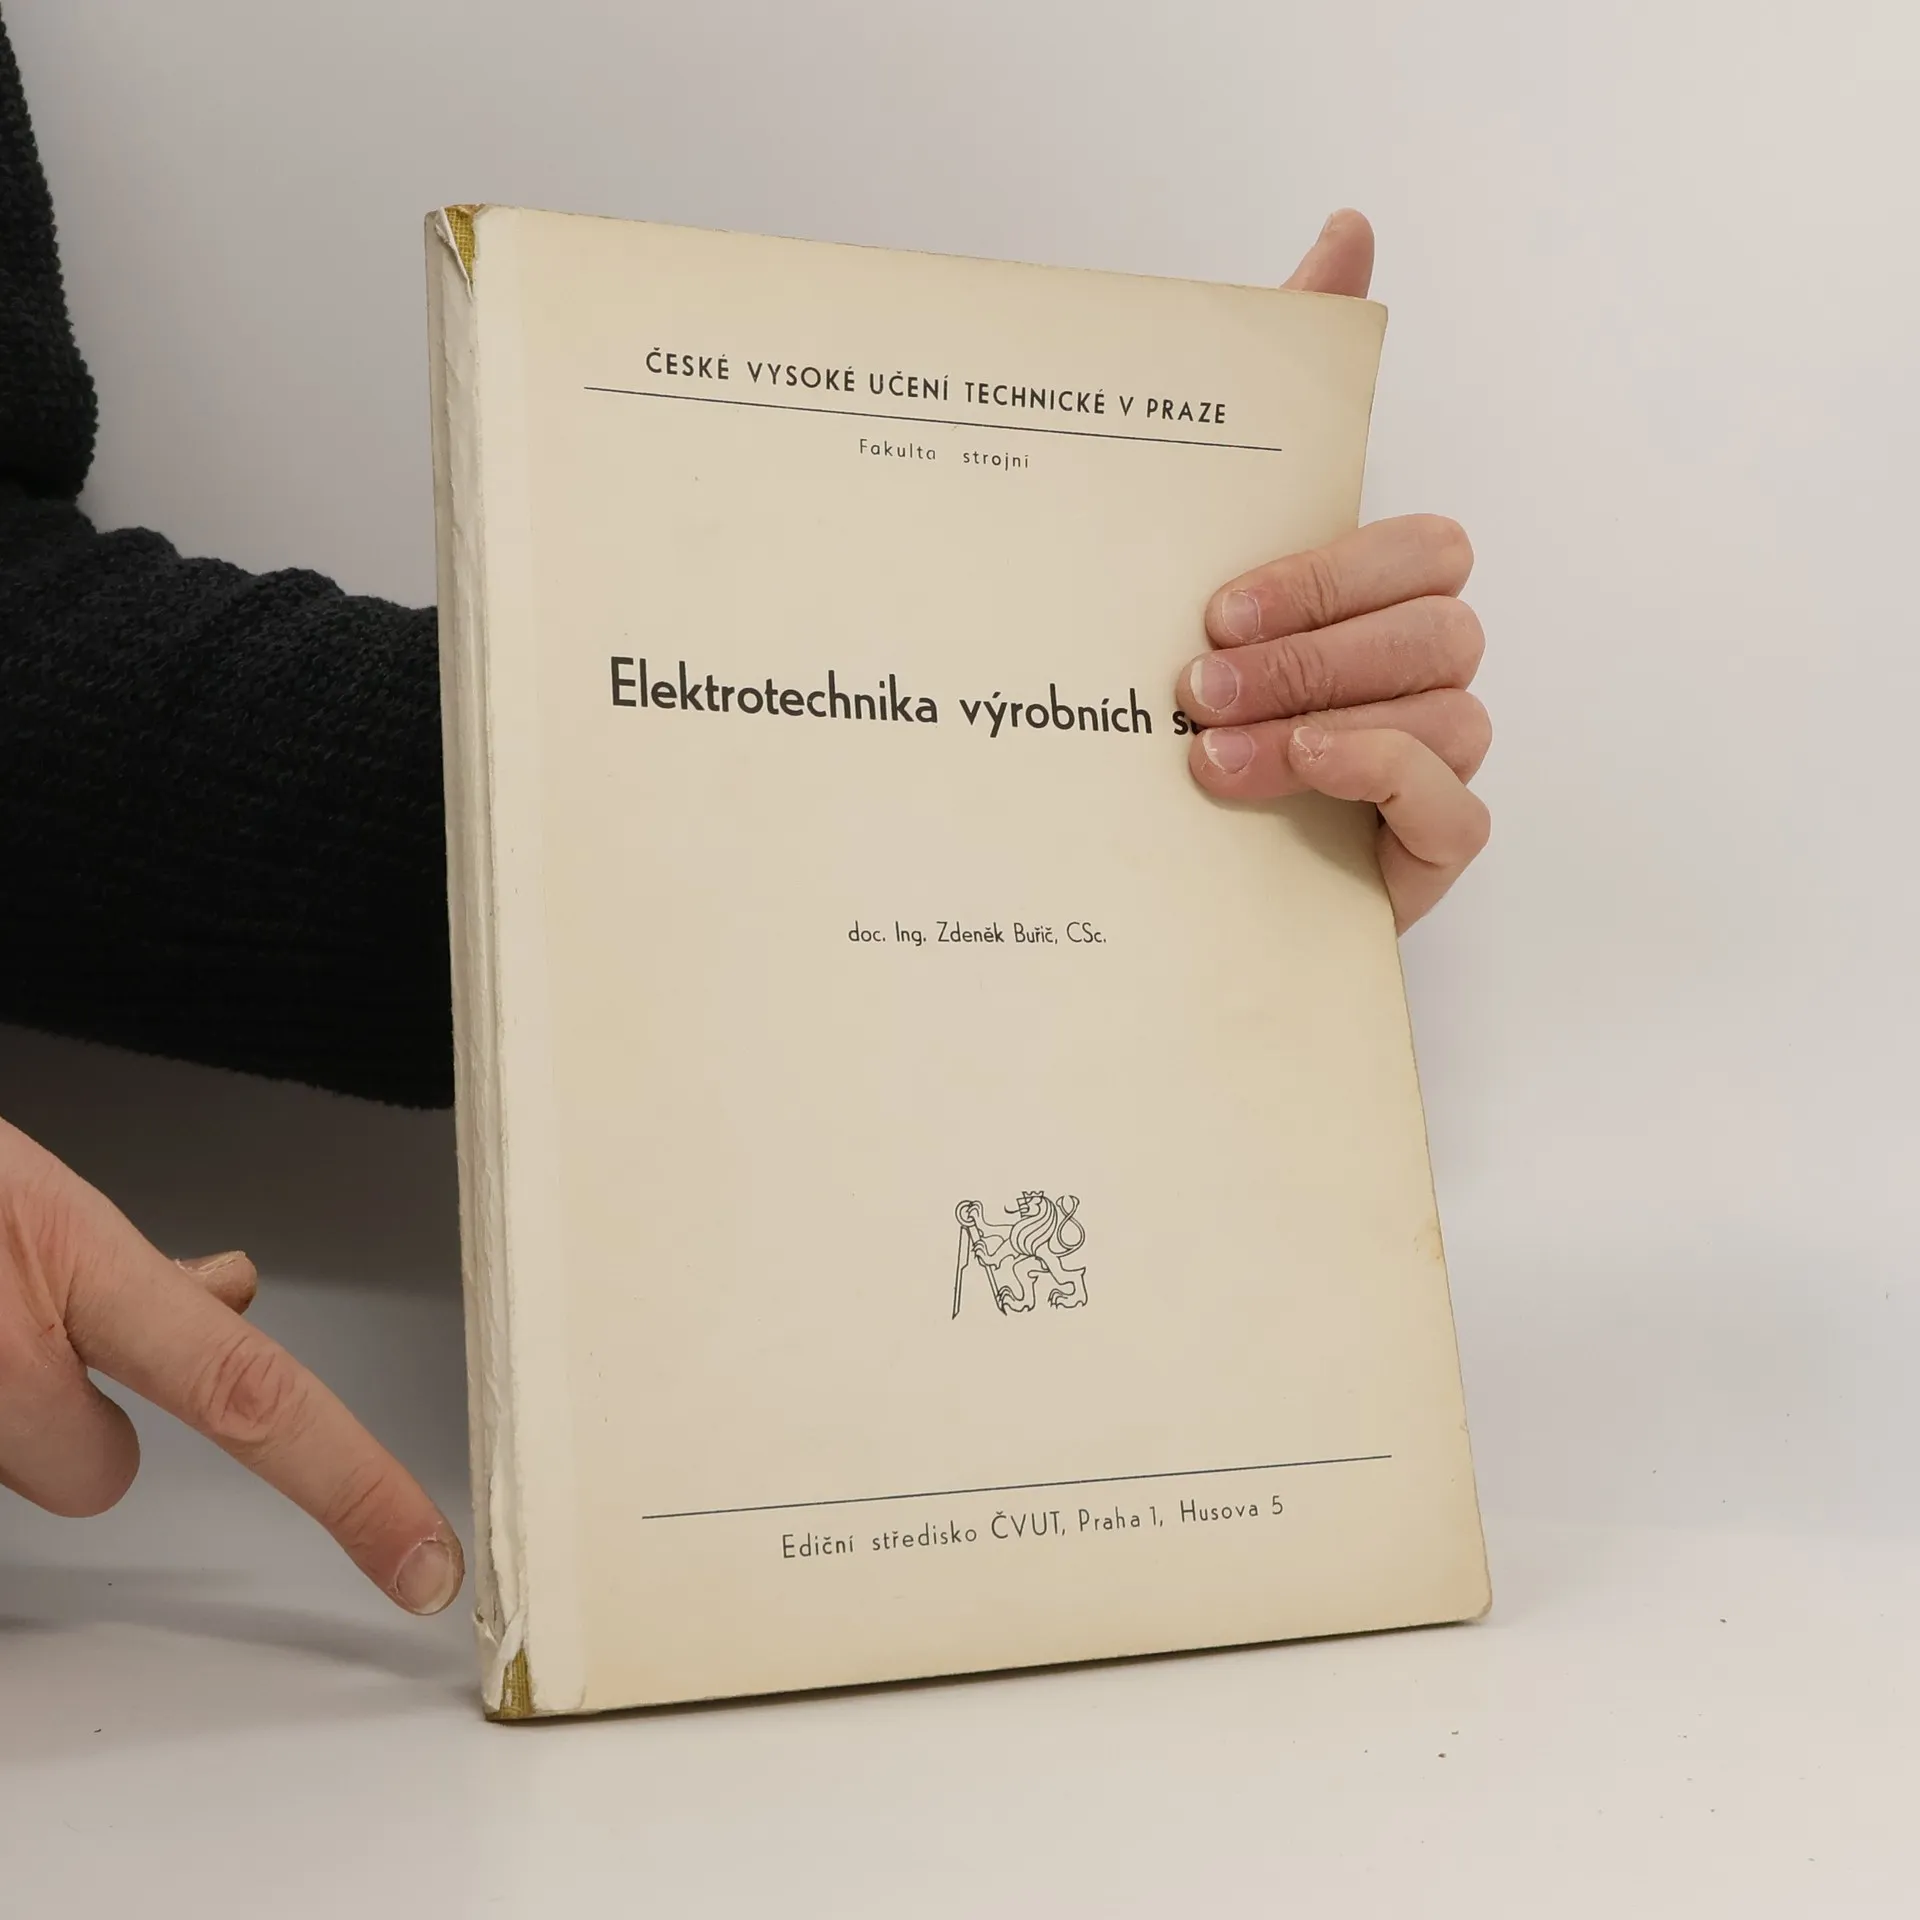 ČESKÉ VYSOKÉ UČENÍ TECHNICKÉ V PRAZE
Fakulta strojní
Elektrotechnika výrobních
doc. Ing. Zdeněk Buřič, CSc.
Ediční středisko ČVUT, Praha 1, Husova 5